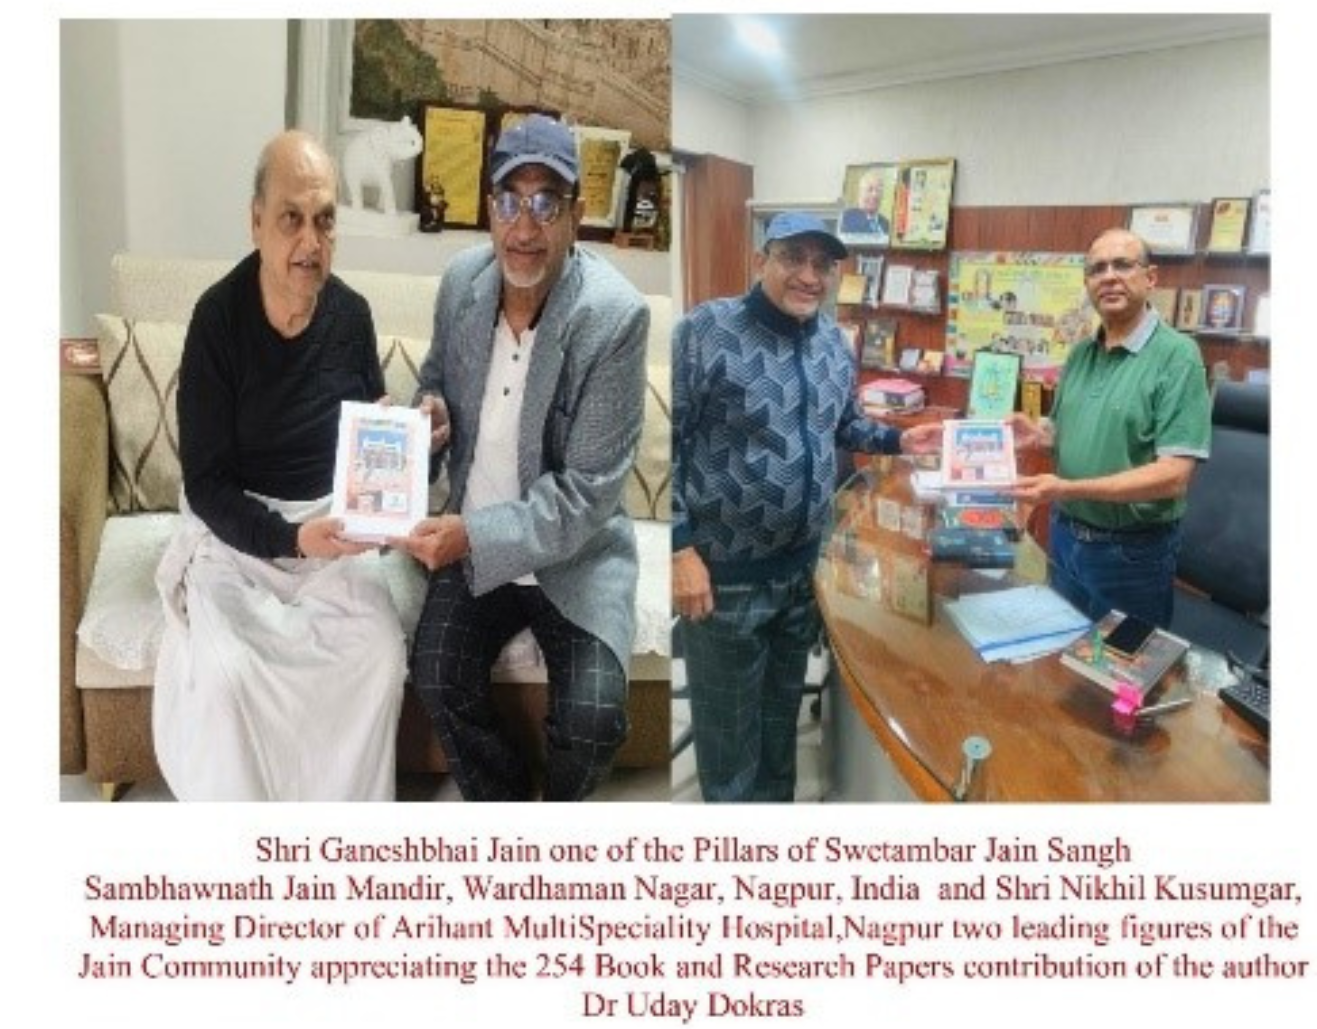 Shri Ganeshbhai Jain one of the Pillars of Swetambar Jain Sangh
Sambhawnath Jain Mandir, Wardhaman Nagar, Nagpur, India and Shri Nikhil Kusumgar,
Managing Director of Arihant MultiSpeciality Hospital,Nagpur two leading figures of the
Jain Community appreciating the 254 Book and Research Papers contribution of the author
Dr Uday Dokras